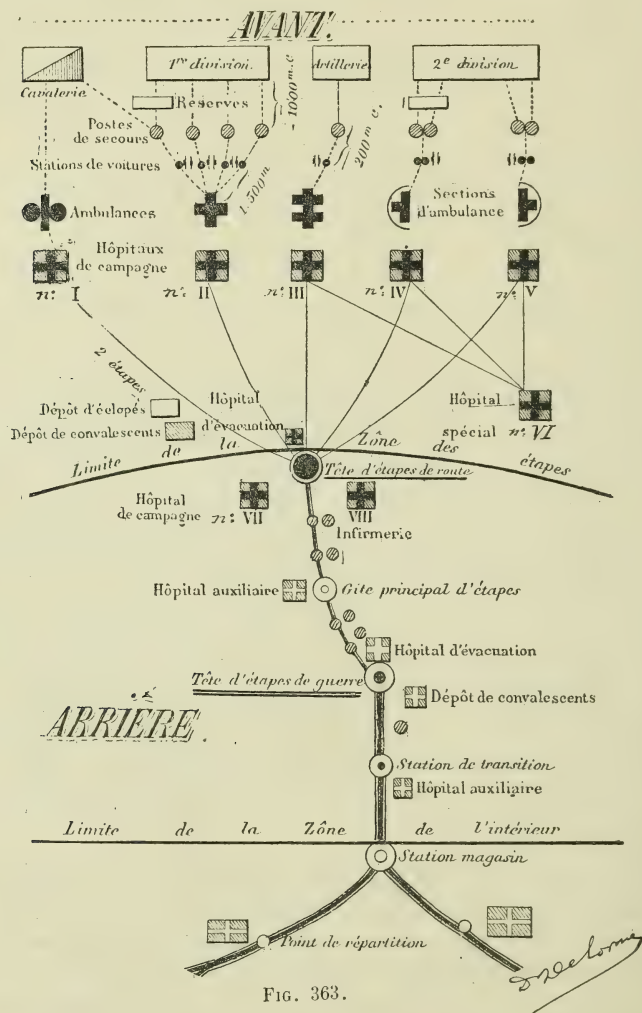 AVANT.
1re division.
Artillerie
2e division
Cavalerie
Réserves
1000 m. c.
Postes
de secours
200 m c.
Stations de voitures
1.500m
Ambulances
Sections
d'ambulance
Hôpitaux
de campagne
n°: I
n°: II
n°: III
n°: IV
n°: V
2 étapes
Hôpital
d'évacuation
Dépôt d'éclopés
Dépôt de convalescents
Hôpital
spécial n°: VI
Limite de la Zône des étapes
Tête d'étapes de route
Hôpital
de campagne n°: VII
VIII
Infirmerie
Hôpital auxiliaire
Gîte principal d'étapes
Hôpital d'évacuation
Tête d'étapes de guerre
Dépôt de convalescents
ARRIÈRE.
Station de transition
Hôpital auxiliaire
Limite de la Zône de l'intérieur
Station magasin
Point de répartition
FIG. 363.